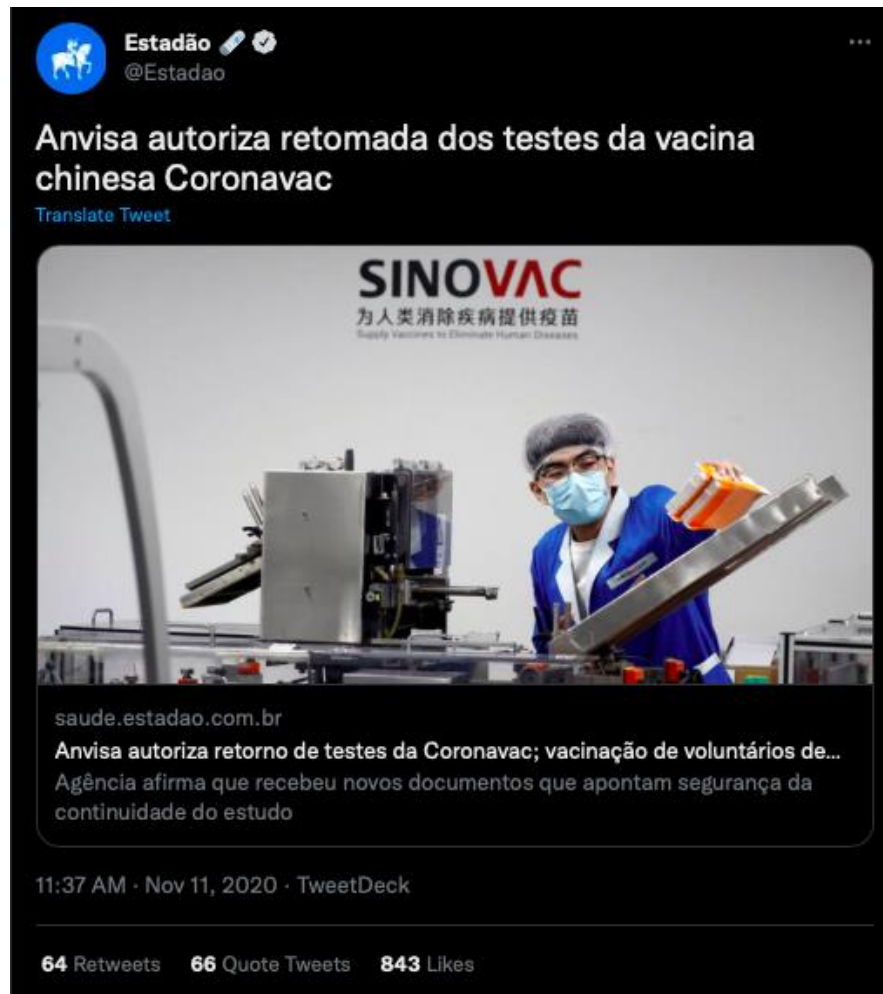 Estadão
@Estadao
Anvisa autoriza retomada dos testes da vacina
chinesa Coronavac
Translate Tweet
SINOVAC
为人类消除疾病提供疫苗
Supply Vaccines to Eliminate Human Diseases
saude.estadao.com.br
Anvisa autoriza retorno de testes da Coronavac; vacinação de voluntários de...
Agência afirma que recebeu novos documentos que apontam segurança da
continuidade do estudo
11:37 AM · Nov 11, 2020 · TweetDeck
64 Retweets 66 Quote Tweets 843 Likes